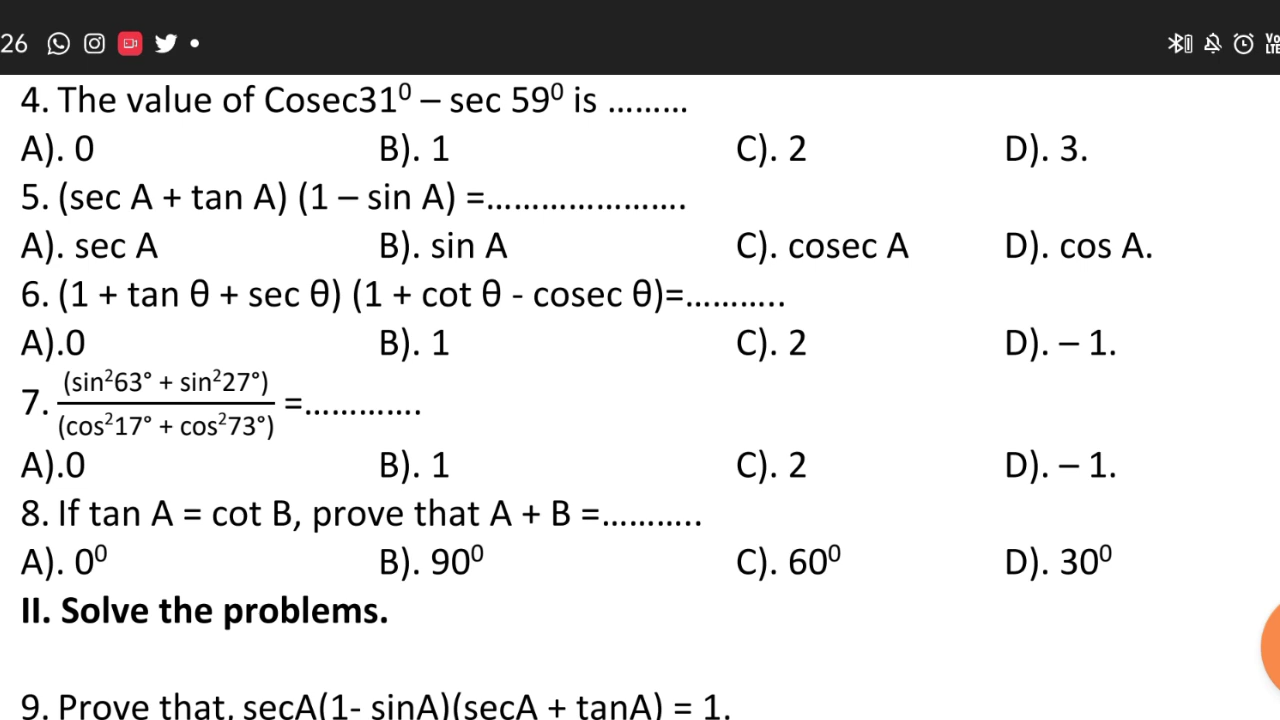 26
Vo
LTE
4. The value of Cosec31⁰ – sec 59⁰ is .........
A). 0 B). 1 C). 2 D). 3.
5. (sec A + tan A) (1 – sin A) =......................
A). sec A B). sin A C). cosec A D). cos A.
6. (1 + tan θ + sec θ) (1 + cot θ - cosec θ)=...........
A).0 B). 1 C). 2 D). – 1.
7. (sin²63° + sin²27°)
(cos²17° + cos²73°) =.............
A).0 B). 1 C). 2 D). – 1.
8. If tan A = cot B, prove that A + B =...........
A). 0⁰ B). 90⁰ C). 60⁰ D). 30⁰
II. Solve the problems.
9. Prove that, secA(1- sinA)(secA + tanA) = 1.